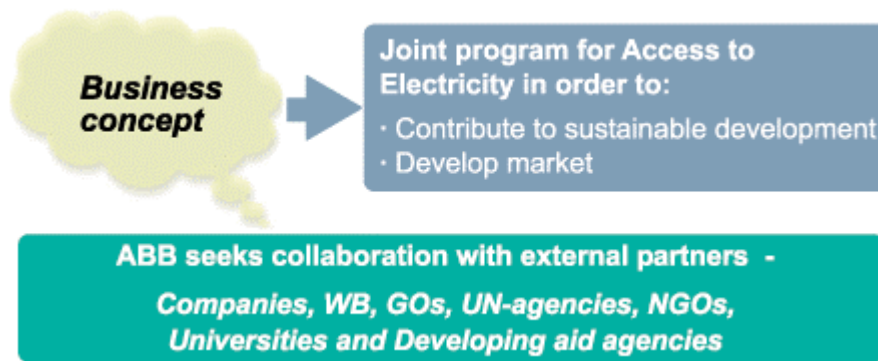 Business
concept
Joint program for Access to
Electricity in order to:
· Contribute to sustainable development
· Develop market
ABB seeks collaboration with external partners -
Companies, WB, GOs, UN-agencies, NGOs,
Universities and Developing aid agencies